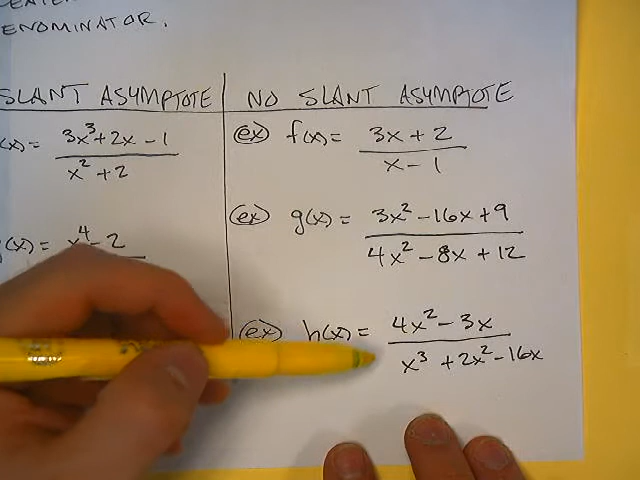 ENOMINATOR.
SLANT ASYMPTOTE
(x) = 3x³+2x-1 / x²+2
(x) = x⁴-2
NO SLANT ASYMPTOTE
ex f(x) = 3x+2 / x-1
ex g(x) = 3x²-16x+9 / 4x²-8x+12
ex h(x) = 4x²-3x / x³+2x²-16x